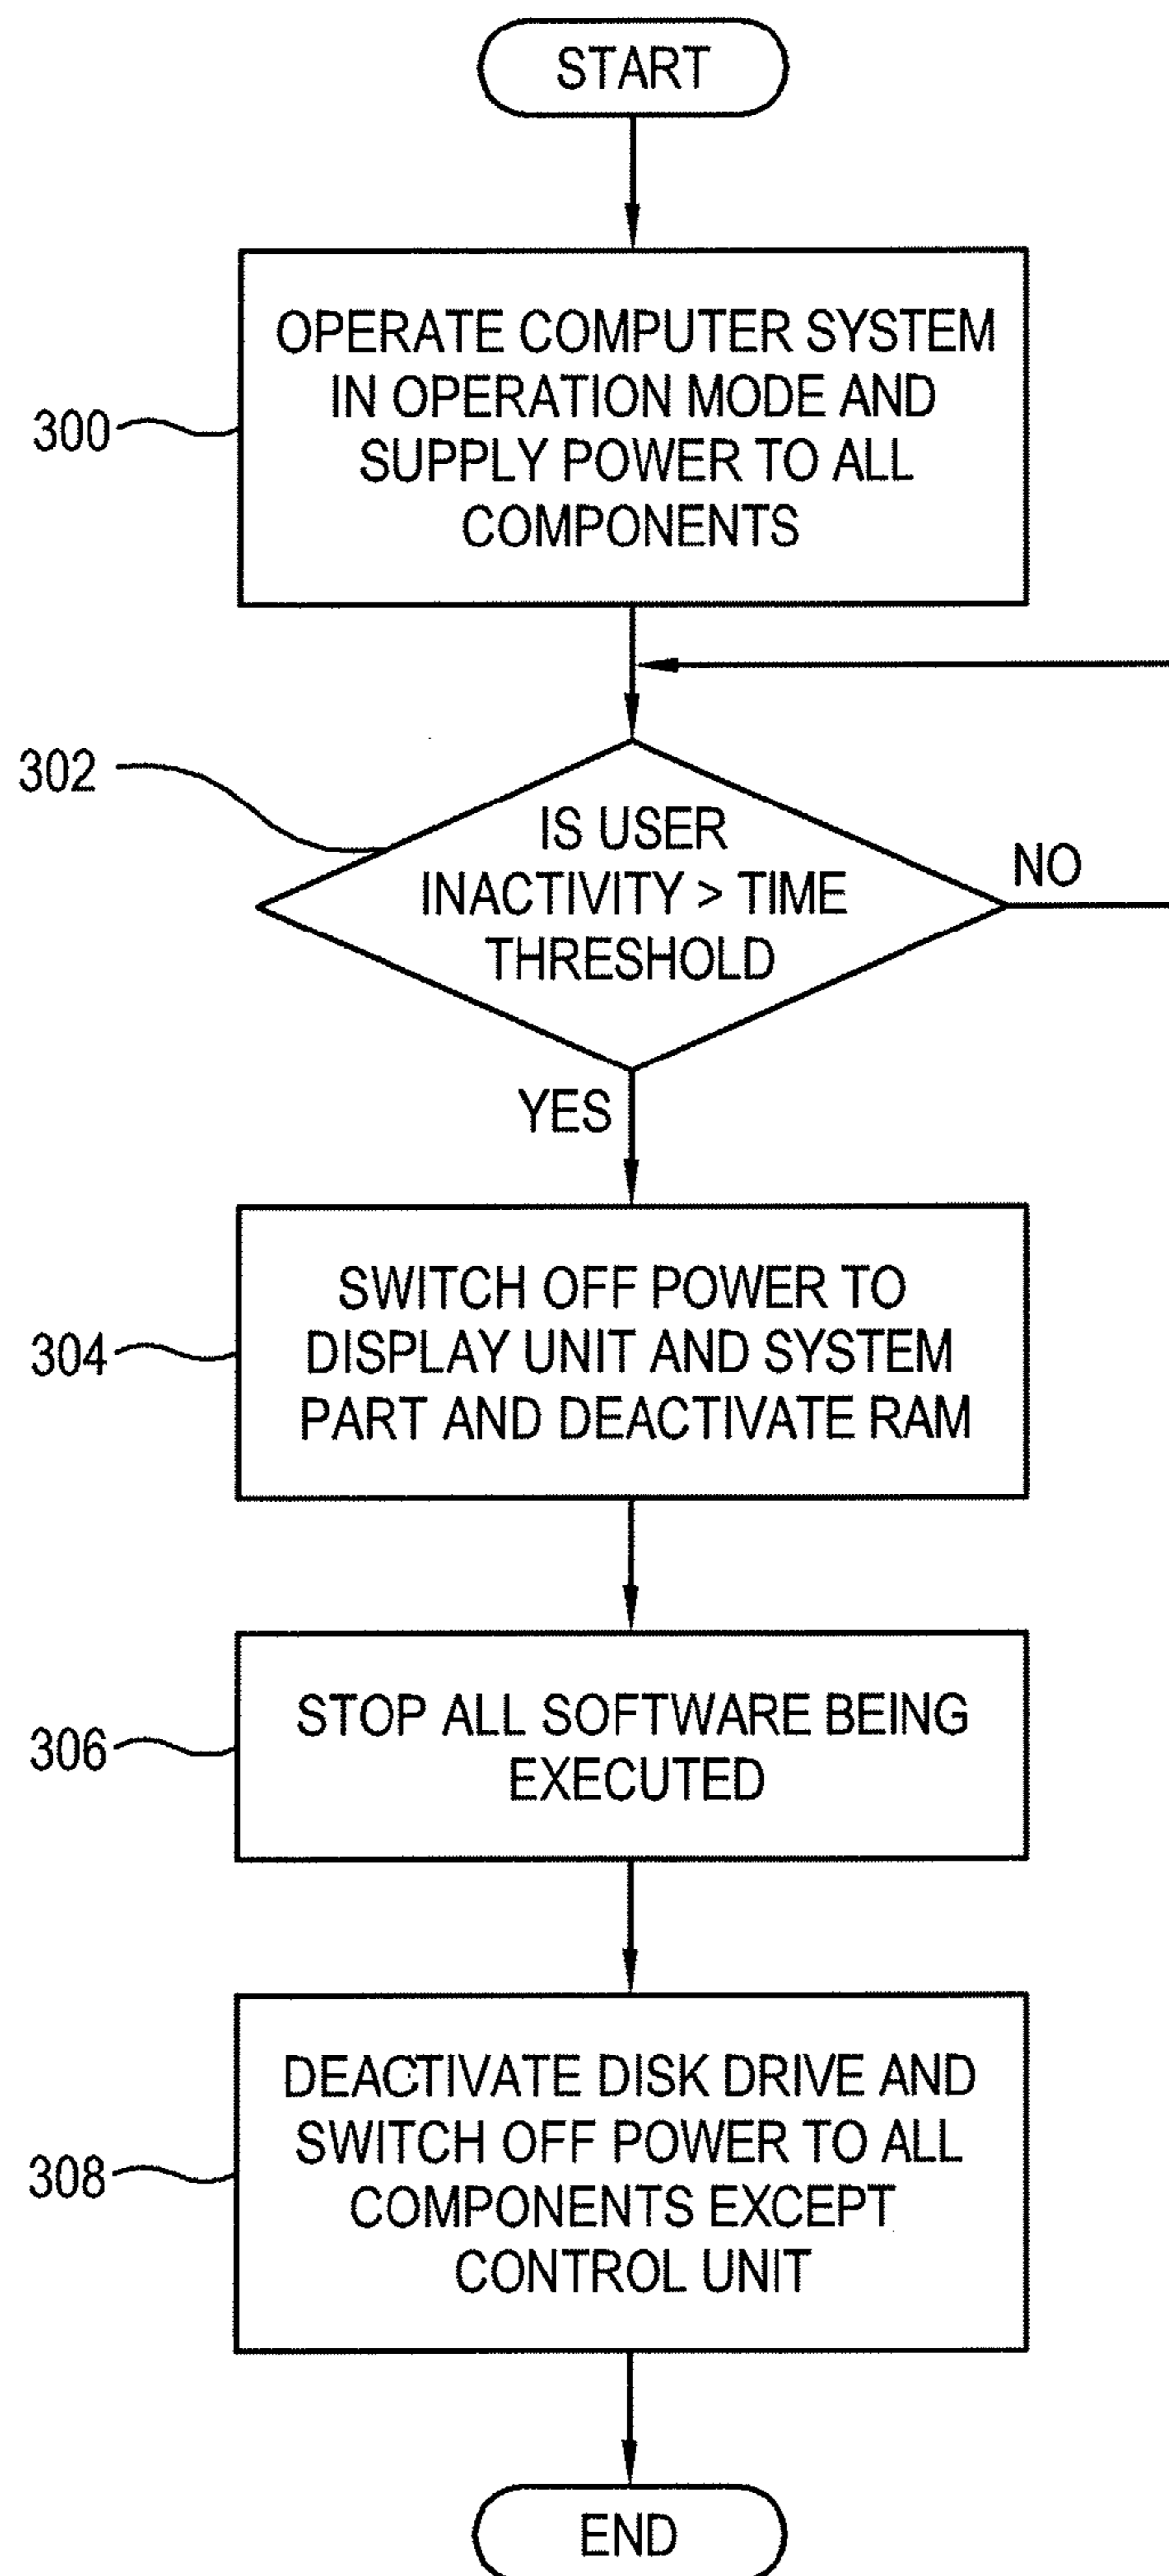 START
OPERATE COMPUTER SYSTEM
IN OPERATION MODE AND
SUPPLY POWER TO ALL
COMPONENTS
300
302
IS USER
INACTIVITY > TIME
THRESHOLD
NO
YES
SWITCH OFF POWER TO
DISPLAY UNIT AND SYSTEM
PART AND DEACTIVATE RAM
304
STOP ALL SOFTWARE BEING
EXECUTED
306
DEACTIVATE DISK DRIVE AND
SWITCH OFF POWER TO ALL
COMPONENTS EXCEPT
CONTROL UNIT
308
END